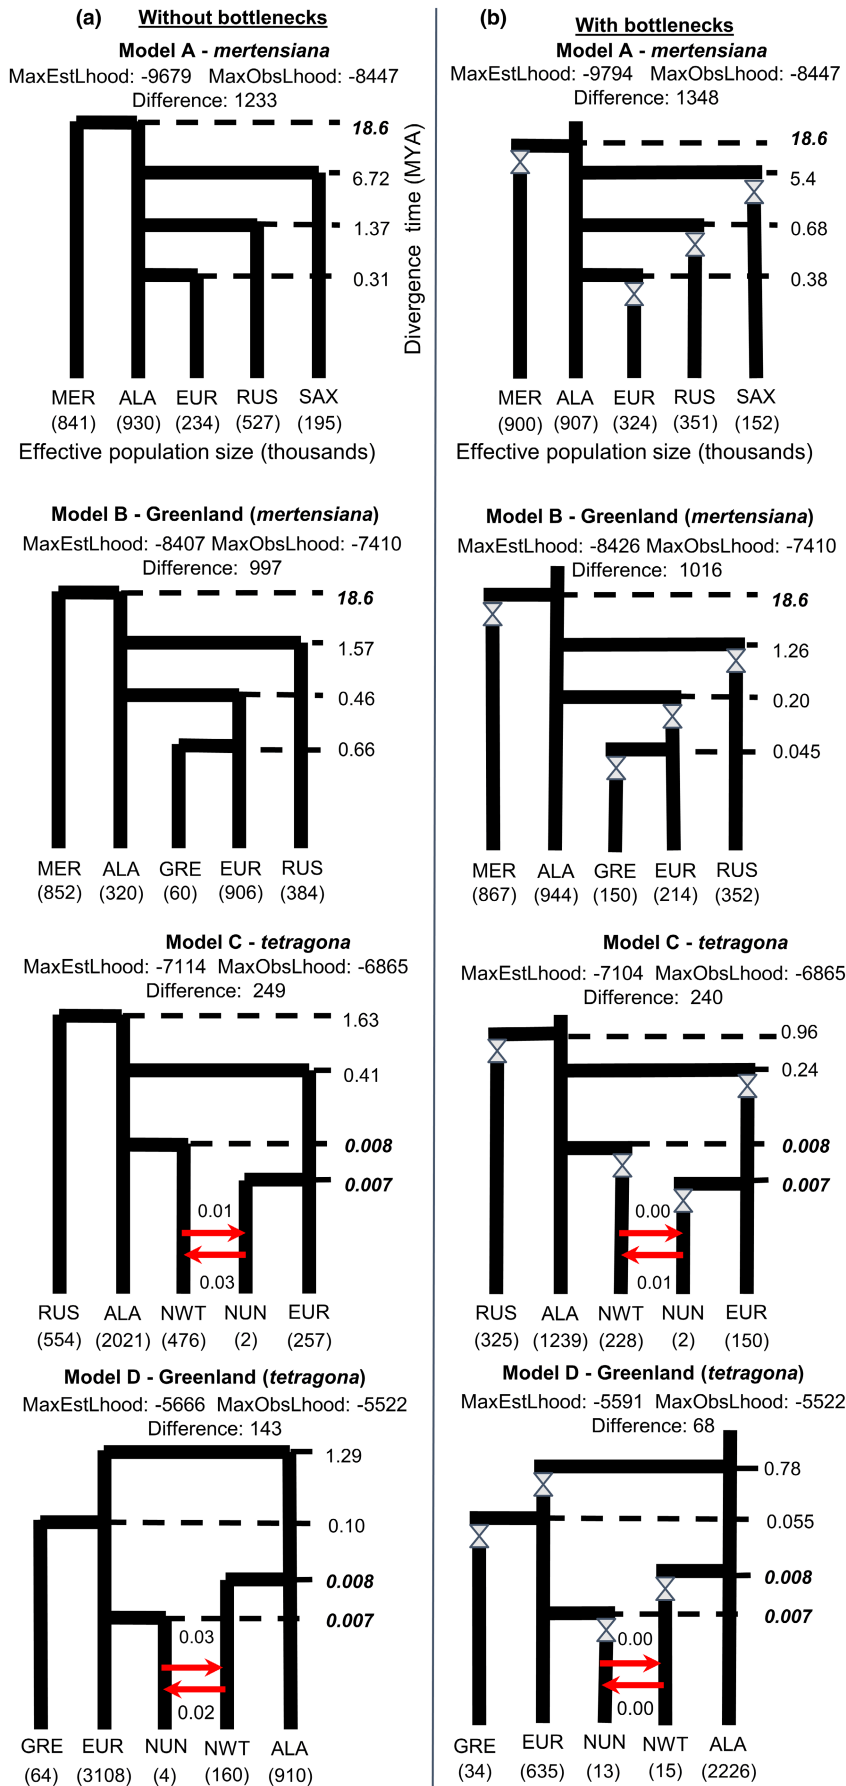 (a) Without bottlenecks
Model A - mertensiana
MaxEstLhood: -9679 MaxObsLhood: -8447
Difference: 1233
18.6
6.72
1.37
0.31
Divergence time (MYA)
MER ALA EUR RUS SAX
(841) (930) (234) (527) (195)
Effective population size (thousands)
Model B - Greenland (mertensiana)
MaxEstLhood: -8407 MaxObsLhood: -7410
Difference: 997
18.6
1.57
0.46
0.66
MER ALA GRE EUR RUS
(852) (320) (60) (906) (384)
Model C - tetragona
MaxEstLhood: -7114 MaxObsLhood: -6865
Difference: 249
1.63
0.41
0.008
0.007
0.01
0.03
RUS ALA NWT NUN EUR
(554) (2021) (476) (2) (257)
Model D - Greenland (tetragona)
MaxEstLhood: -5666 MaxObsLhood: -5522
Difference: 143
1.29
0.10
0.008
0.007
0.03
0.02
GRE EUR NUN NWT ALA
(64) (3108) (4) (160) (910)
(b) With bottlenecks
Model A - mertensiana
MaxEstLhood: -9794 MaxObsLhood: -8447
Difference: 1348
18.6
5.4
0.68
0.38
MER ALA EUR RUS SAX
(900) (907) (324) (351) (152)
Effective population size (thousands)
Model B - Greenland (mertensiana)
MaxEstLhood: -8426 MaxObsLhood: -7410
Difference: 1016
18.6
1.26
0.20
0.045
MER ALA GRE EUR RUS
(867) (944) (150) (214) (352)
Model C - tetragona
MaxEstLhood: -7104 MaxObsLhood: -6865
Difference: 240
0.96
0.24
0.008
0.007
0.00
0.01
RUS ALA NWT NUN EUR
(325) (1239) (228) (2) (150)
Model D - Greenland (tetragona)
MaxEstLhood: -5591 MaxObsLhood: -5522
Difference: 68
0.78
0.055
0.008
0.007
0.00
0.00
GRE EUR NUN NWT ALA
(34) (635) (13) (15) (2226)